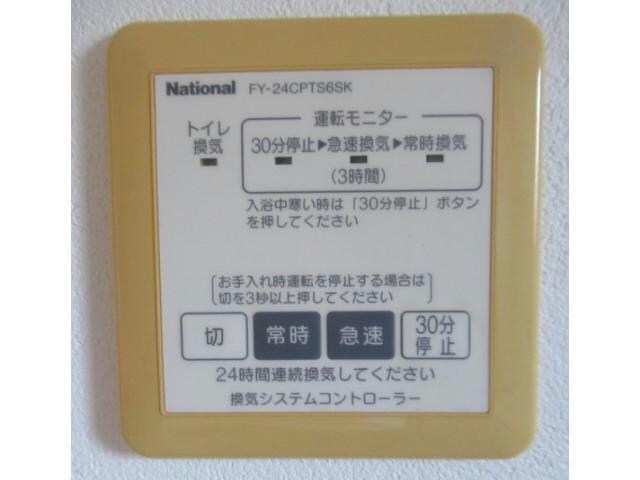 National FY-24CPTS6SK
運転モニター
トイレ
換気
30分停止▶急速換気▶常時換気
(3時間)
入浴中寒い時は「30分停止」ボタン
を押してください
お手入れ時運転を停止する場合は
切を3秒以上押してください
切 常時 急速 30分
停止
24時間連続換気してください
換気システムコントローラー